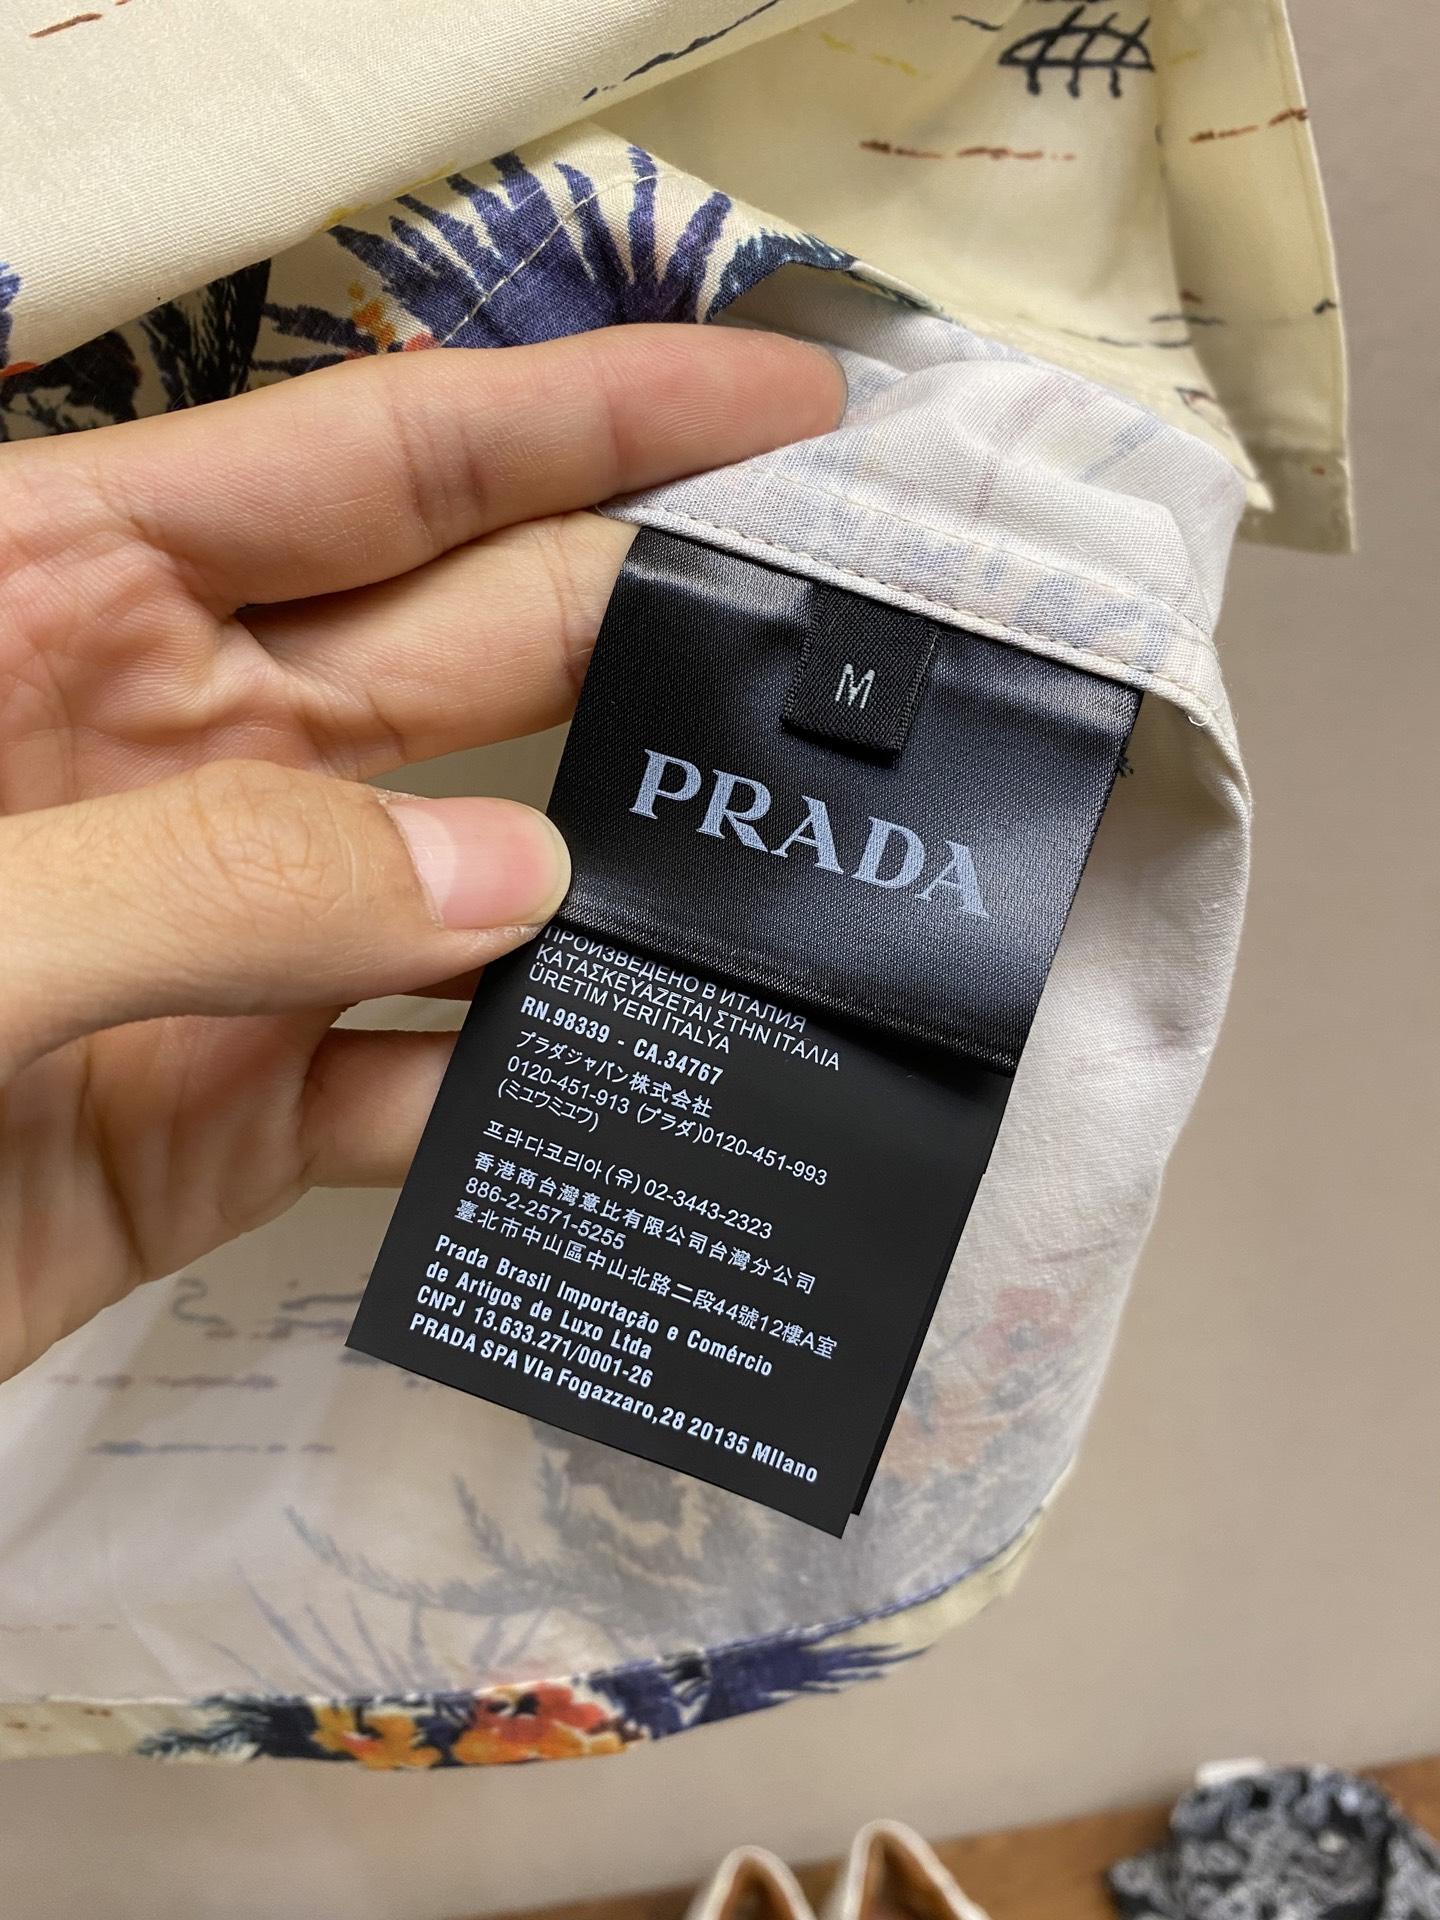 M
PRADA
ПРОИЗВЕДЕНО В ИТАЛИЯ
ΚΑΤΑΣΚΕΥΑΖΕΤΑΙ ΣΤΗΝ ΙΤΑΛΙΑ
ÜRETİM YERİ İTALYA
RN.98339 - CA.34767
プラダジャパン株式会社
0120-451-913 (プラダ)0120-451-993
(ミュウミュウ)
프라다코리아(유) 02-3443-2323
香港商台灣意比有限公司台灣分公司
886-2-2571-5255
臺北市中山區中山北路二段44號12樓A室
Prada Brasil Importação e Comércio
de Artigos de Luxo Ltda
CNPJ 13.633.271/0001-26
PRADA SPA VIa Fogazzaro,28 20135 MIlano